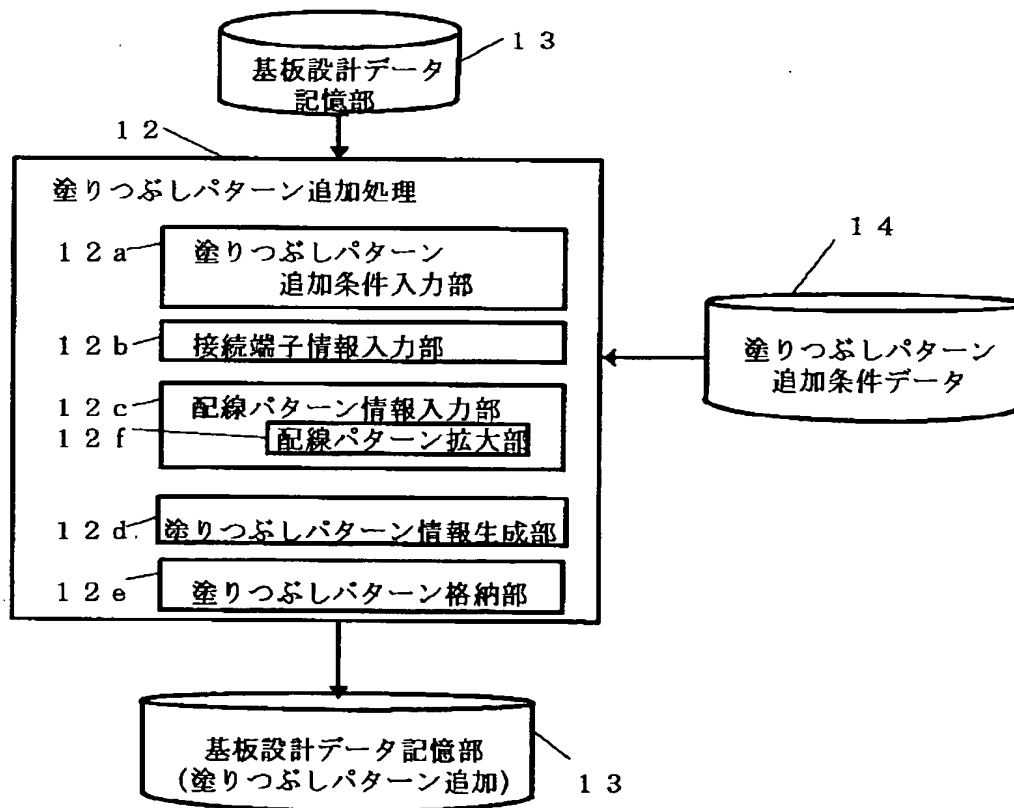 13
基板設計データ
記憶部
12
塗りつぶしパターン追加処理
12a
塗りつぶしパターン
追加条件入力部
12b
接続端子情報入力部
12c
配線パターン情報入力部
12f
配線パターン拡大部
12d
塗りつぶしパターン情報生成部
12e
塗りつぶしパターン格納部
14
塗りつぶしパターン
追加条件データ
基板設計データ記憶部
(塗りつぶしパターン追加)
13